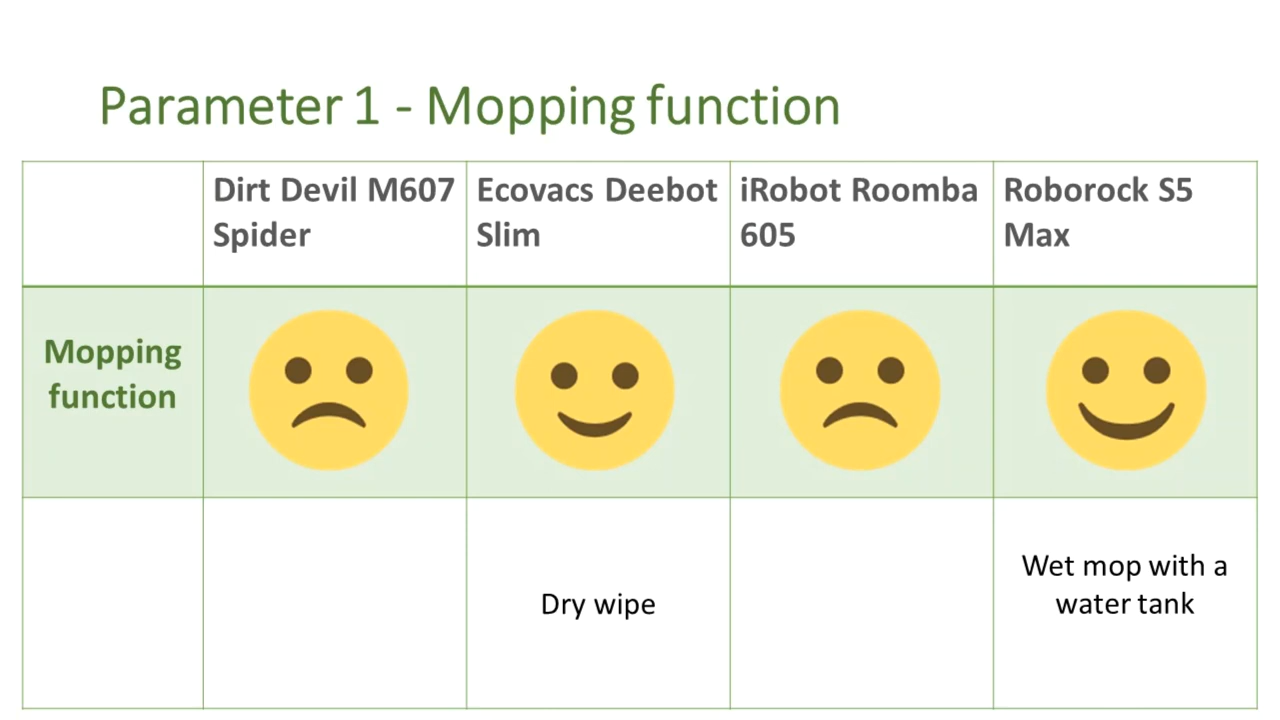 Parameter 1 - Mopping function
Dirt Devil M607
Spider
Ecovacs Deebot
Slim
iRobot Roomba
605
Roborock S5
Max
Mopping
function
Dry wipe
Wet mop with a
water tank